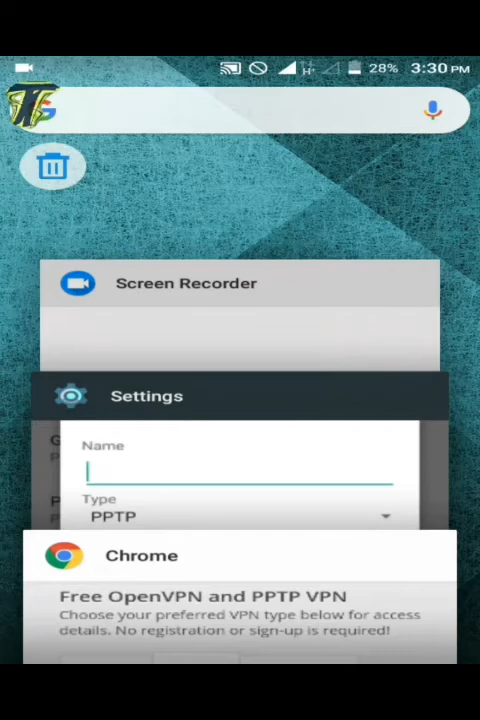 28% 3:30 PM
Screen Recorder
Settings
Name
Type
PPTP
Chrome
Free OpenVPN and PPTP VPN
Choose your preferred VPN type below for access
details. No registration or sign-up is required!